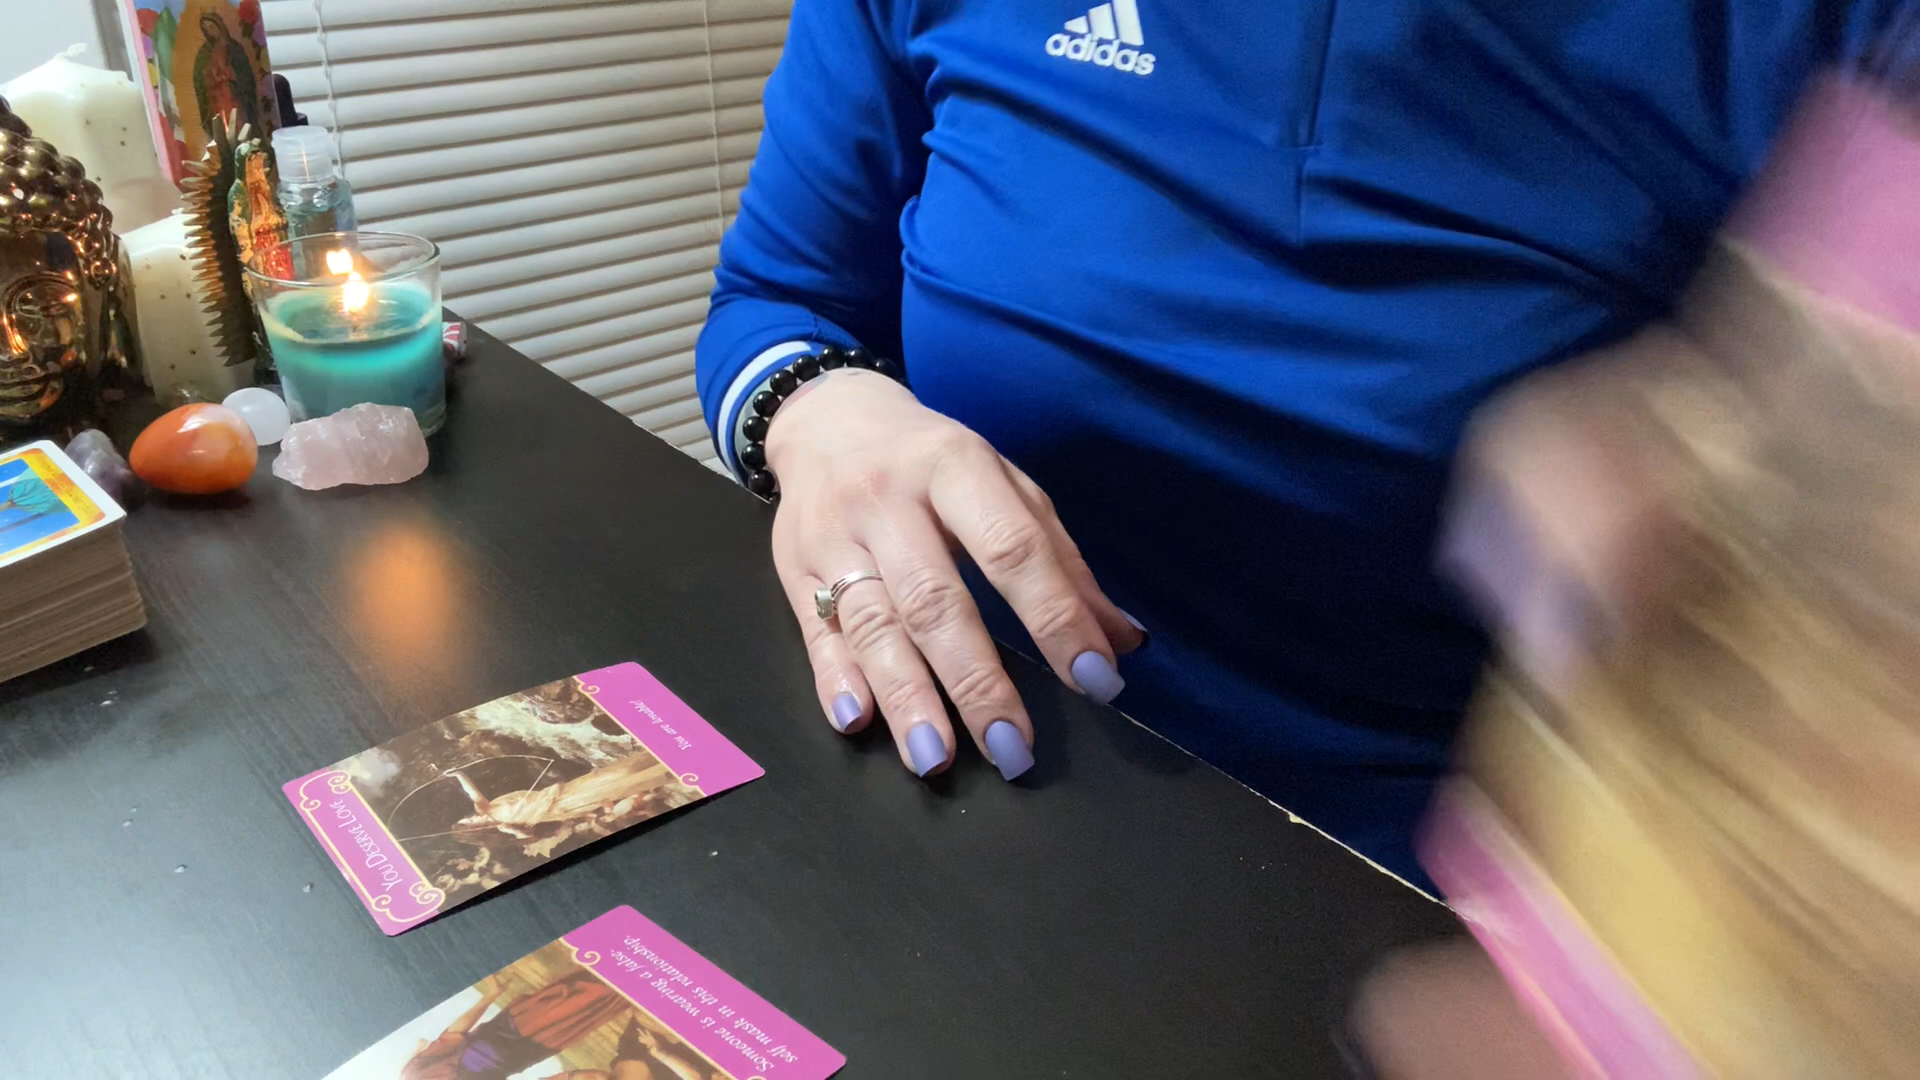 adidas
You are lovable!
YOU DESERVE LOVE
Someone is wearing a false
self mask in this relationship.